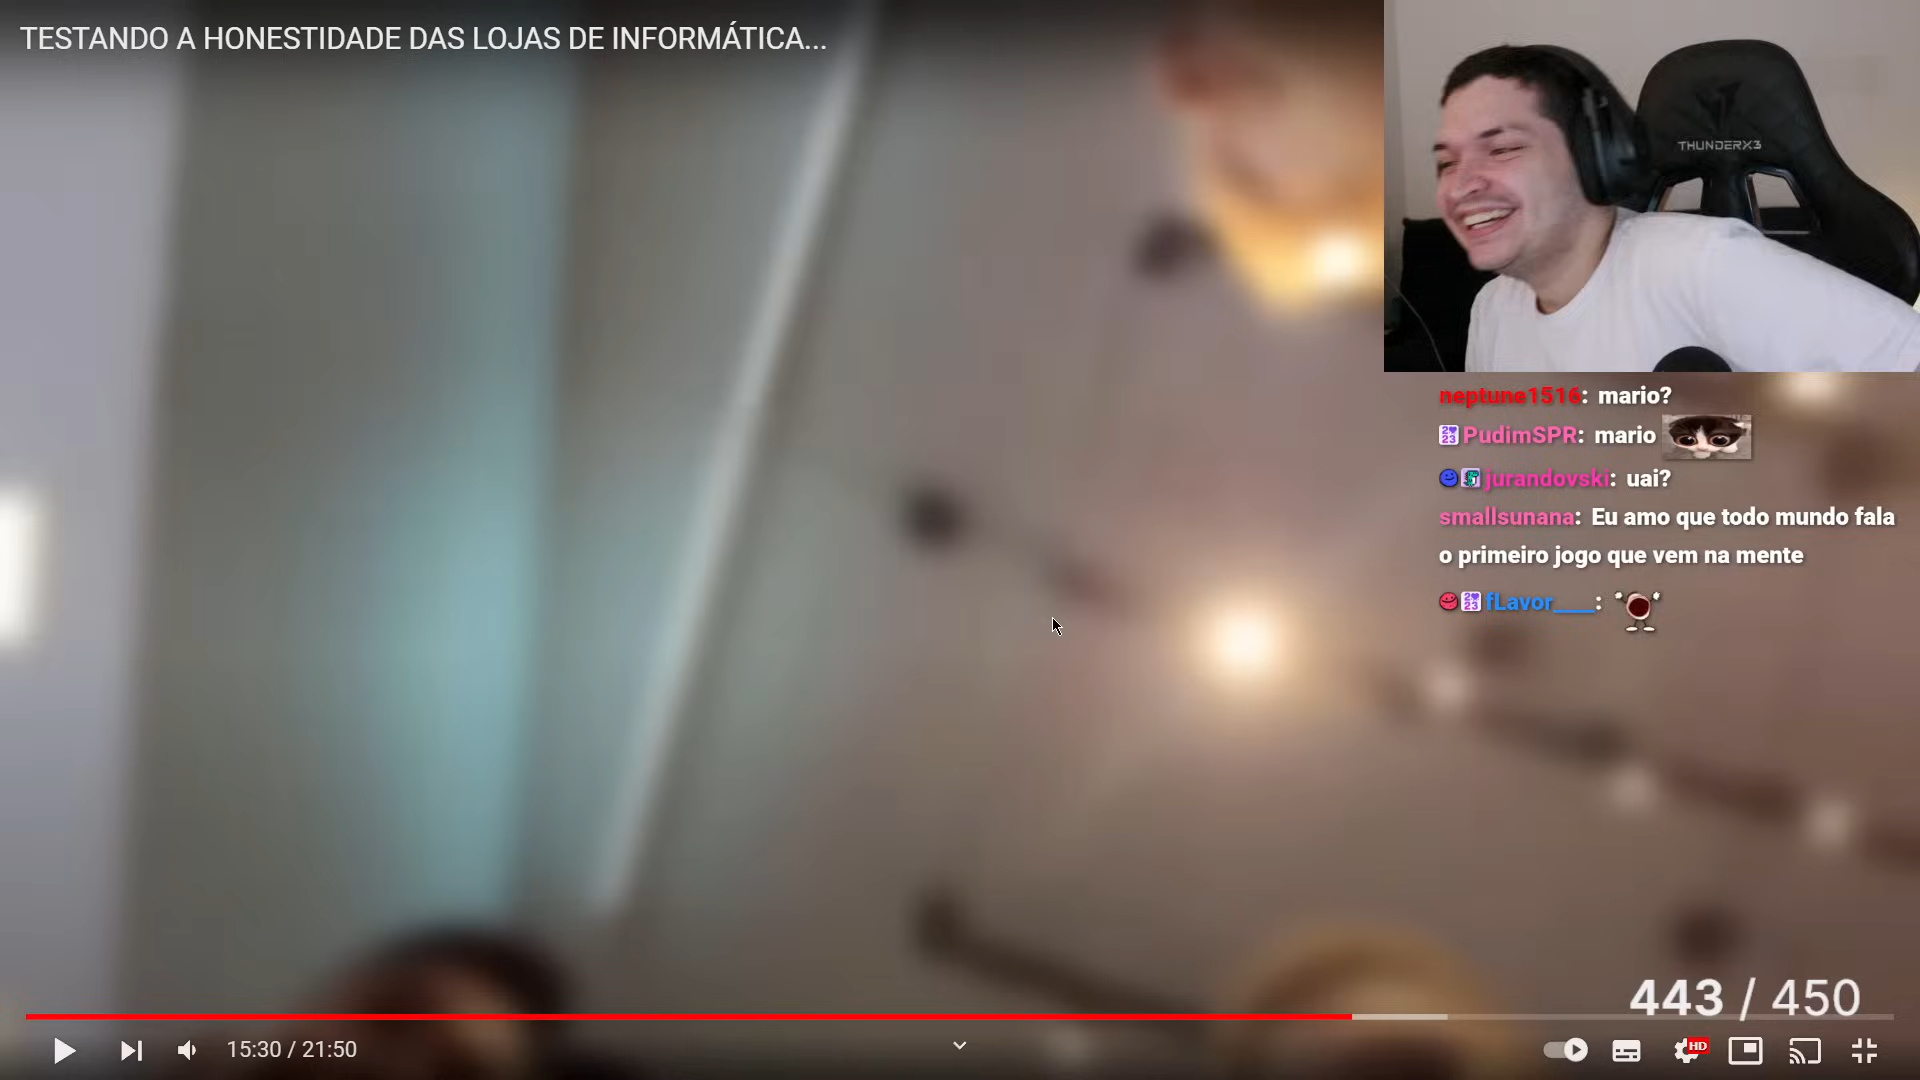 TESTANDO A HONESTIDADE DAS LOJAS DE INFORMÁTICA...
THUNDERX3
neptune1516: mario?
PudimSPR: mario
jurandovski: uai?
smallsunana: Eu amo que todo mundo fala
o primeiro jogo que vem na mente
fLavor____:
443 / 450
15:30 / 21:50
HD